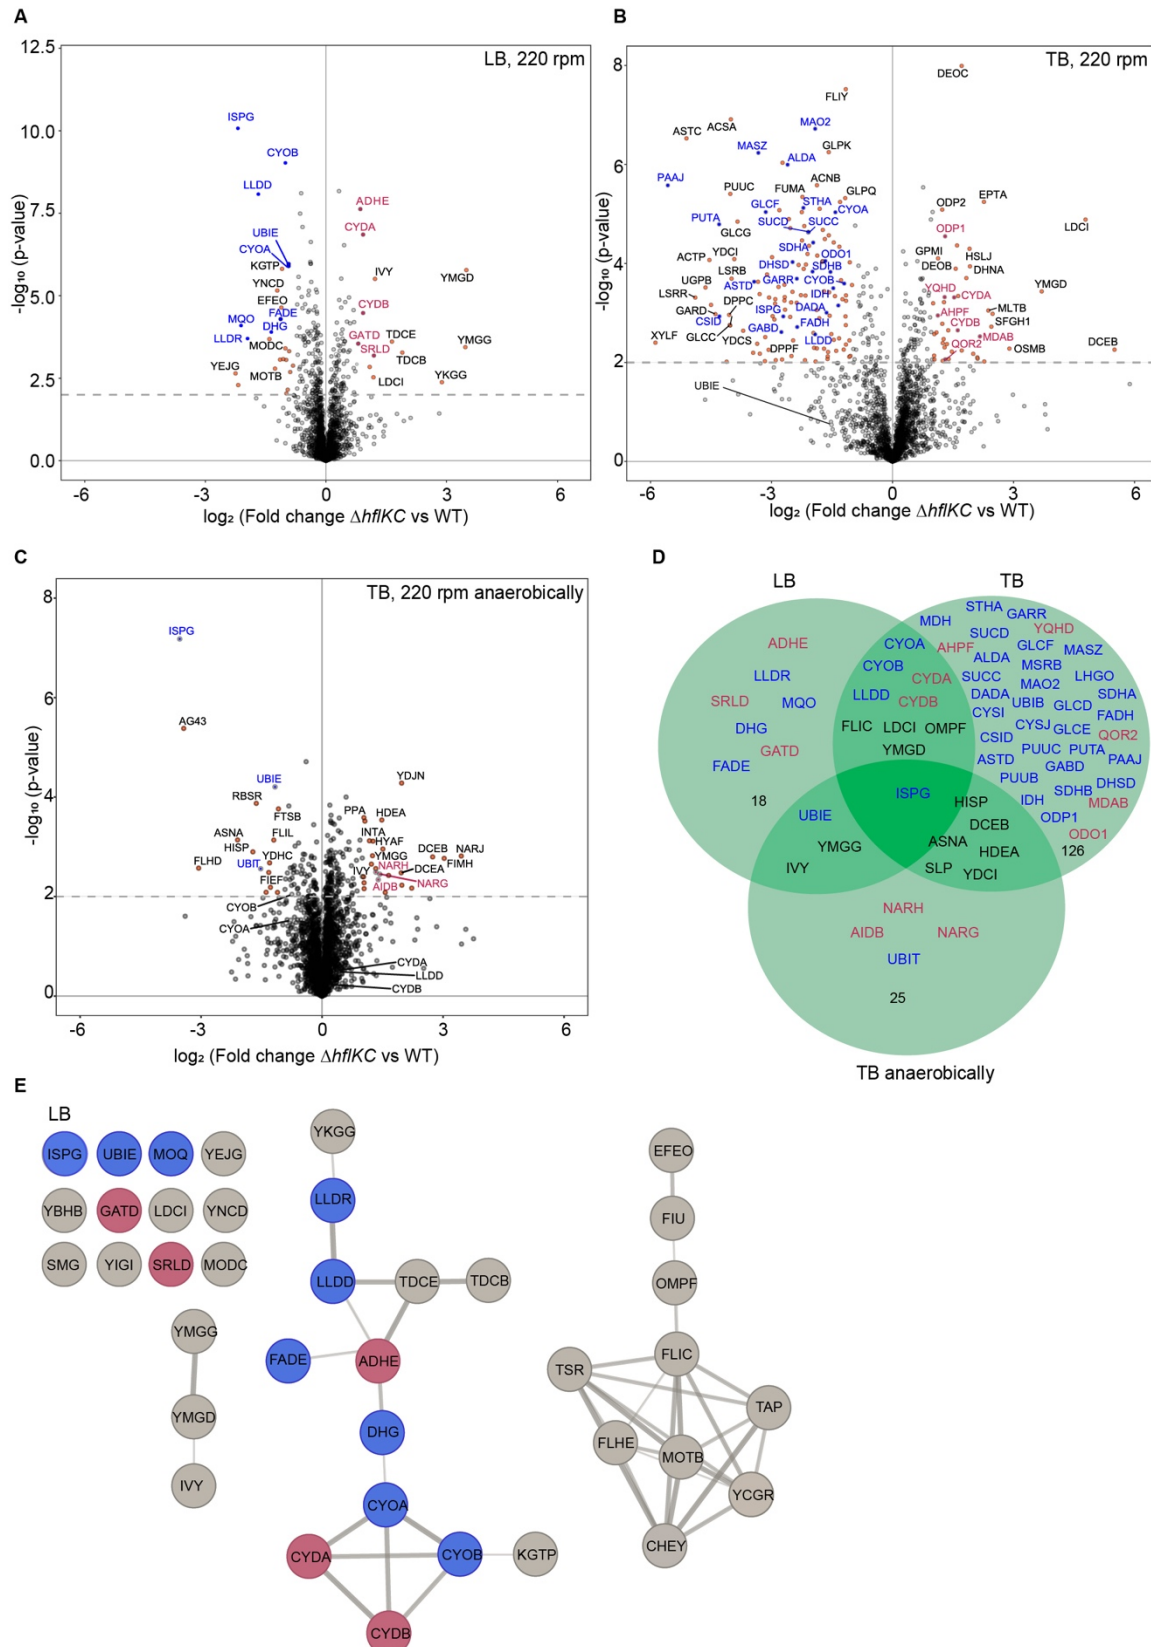 A
12.5
10.0
7.5
5.0
2.5
0.0
-log₁₀ (p-value)
LB, 220 rpm
ISPG
CYOB
LLDD
ADHE
CYDA
UBIE
CYOA
KGTP
IVY
YMGD
YNCD
EFEO
FADE
CYDB
MQO
DHG
GATD
TDCE
LLDR
MODC
SRLD
TDCB
YMGG
YEJG
MOTB
LDCI
YKGG
-6
-3
0
3
6
log₂ (Fold change ΔhflKC vs WT)
B
8
6
4
2
0
-log₁₀ (p-value)
TB, 220 rpm
DEOC
FLIY
ACSA
MAO2
ASTC
GLPK
MASZ
ALDA
PAAJ
ACNB
PUUC
FUMA
GLPQ
EPTA
STHA
GLCF
CYOA
ODP2
LDCI
PUTA
SUCD
SUCC
GLCG
ODP1
SDHA
ODO1
GPMI
HSLJ
ACTP
YDCI
DHSD
SDHB
DEOB
DHNA
LSRB
GARR
CYOB
UGPB
ASTD
IDH
YQHD
CYDA
YMGD
LSRR
DPPC
DADA
AHPF
MLTB
GARD
ISPG
CYDB
SFGH1
CSID
GABD
FADH
MDAB
XYLF
GLCC
YDCS
DPPF
LLDD
QOR2
OSMB
DCEB
UBIE
-6
-3
0
3
6
log₂ (Fold change ΔhflKC vs WT)
C
8
6
4
2
0
-log₁₀ (p-value)
TB, 220 rpm anaerobically
ISPG
AG43
UBIE
YDJN
RBSR
FTSB
PPA
HDEA
ASNA
FLIL
INTA
HYAF
HISP
YDHC
YMGG
DCEB
NARJ
FLHD
UBIT
IVY
NARH
DCEA
FIMH
FIEF
AIDB
NARG
CYOB
CYOA
CYDA
LLDD
CYDB
-6
-3
0
3
6
log₂ (Fold change ΔhflKC vs WT)
D
LB
TB
STHA
GARR
MDH
SUCD
YQHD
ADHE
CYOA
AHPF
GLCF
MASZ
ALDA
MSRB
CYOB
CYDA
SUCC
LHGO
LLDR
MAO2
SDHA
SRLD
MQO
LLDD
CYDB
DADA
UBIB
GLCD
FADH
CYSI
DHG
FLIC
LDCI
OMPF
CYSJ
GLCE
QOR2
CSID
GATD
YMGD
PUUC
PUTA
PAAJ
ASTD
GABD
FADE
PUUB
DHSD
SDHB
18
ISPG
HISP
IDH
MDAB
UBIE
DCEB
ODP1
ODO1
YMGG
ASNA
HDEA
126
IVY
SLP
YDCI
NARH
AIDB
NARG
UBIT
25
TB anaerobically
E
LB
ISPG
UBIE
MOQ
YEJG
YBHB
GATD
LDCI
YNCD
SMG
YIGI
SRLD
MODC
YMGG
YMGD
IVY
YKGG
LLDR
LLDD
TDCE
TDCB
FADE
ADHE
DHG
CYOA
CYDA
CYOB
KGTP
CYDB
EFEO
FIU
OMPF
FLIC
TSR
TAP
FLHE
MOTB
YCGR
CHEY